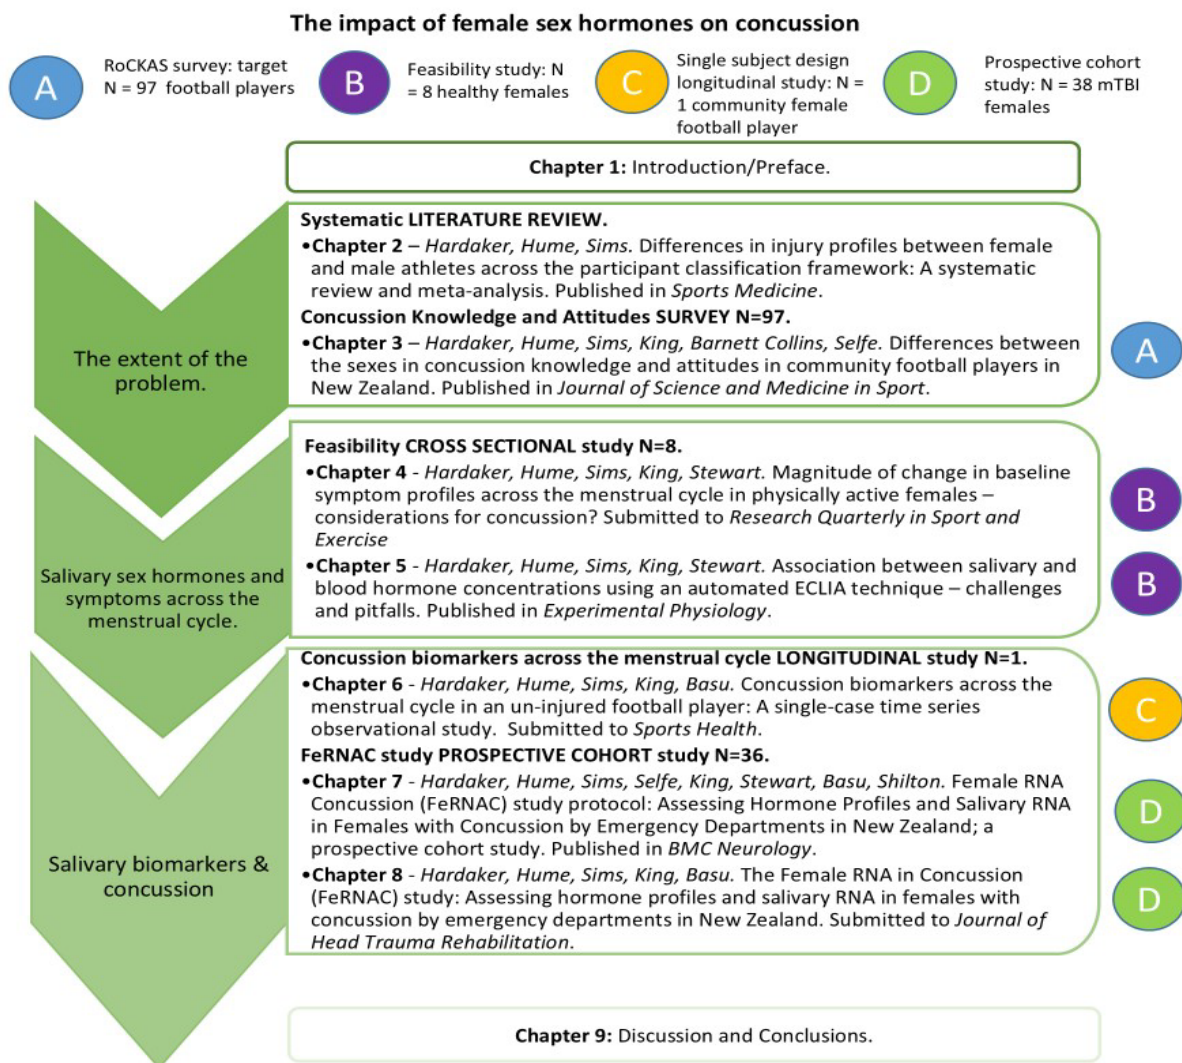 The impact of female sex hormones on concussion
A
RoCKAS survey: target
N = 97 football players
B
Feasibility study: N
= 8 healthy females
C
Single subject design
longitudinal study: N =
1 community female
football player
D
Prospective cohort
study: N = 38 mTBI
females
Chapter 1: Introduction/Preface.
The extent of the
problem.
Systematic LITERATURE REVIEW.
•Chapter 2 – Hardaker, Hume, Sims. Differences in injury profiles between female
and male athletes across the participant classification framework: A systematic
review and meta-analysis. Published in Sports Medicine.
Concussion Knowledge and Attitudes SURVEY N=97.
•Chapter 3 – Hardaker, Hume, Sims, King, Barnett Collins, Selfe. Differences between
the sexes in concussion knowledge and attitudes in community football players in
New Zealand. Published in Journal of Science and Medicine in Sport.
A
Salivary sex hormones and
symptoms across the
menstrual cycle.
Feasibility CROSS SECTIONAL study N=8.
•Chapter 4 - Hardaker, Hume, Sims, King, Stewart. Magnitude of change in baseline
symptom profiles across the menstrual cycle in physically active females –
considerations for concussion? Submitted to Research Quarterly in Sport and
Exercise
•Chapter 5 - Hardaker, Hume, Sims, King, Stewart. Association between salivary and
blood hormone concentrations using an automated ECLIA technique – challenges
and pitfalls. Published in Experimental Physiology.
B
B
Salivary biomarkers &
concussion
Concussion biomarkers across the menstrual cycle LONGITUDINAL study N=1.
•Chapter 6 - Hardaker, Hume, Sims, King, Basu. Concussion biomarkers across the
menstrual cycle in an un-injured football player: A single-case time series
observational study. Submitted to Sports Health.
FeRNAC study PROSPECTIVE COHORT study N=36.
•Chapter 7 - Hardaker, Hume, Sims, Selfe, King, Stewart, Basu, Shilton. Female RNA
Concussion (FeRNAC) study protocol: Assessing Hormone Profiles and Salivary RNA
in Females with Concussion by Emergency Departments in New Zealand; a
prospective cohort study. Published in BMC Neurology.
•Chapter 8 - Hardaker, Hume, Sims, King, Basu. The Female RNA in Concussion
(FeRNAC) study: Assessing hormone profiles and salivary RNA in females with
concussion by emergency departments in New Zealand. Submitted to Journal of
Head Trauma Rehabilitation.
C
D
D
Chapter 9: Discussion and Conclusions.